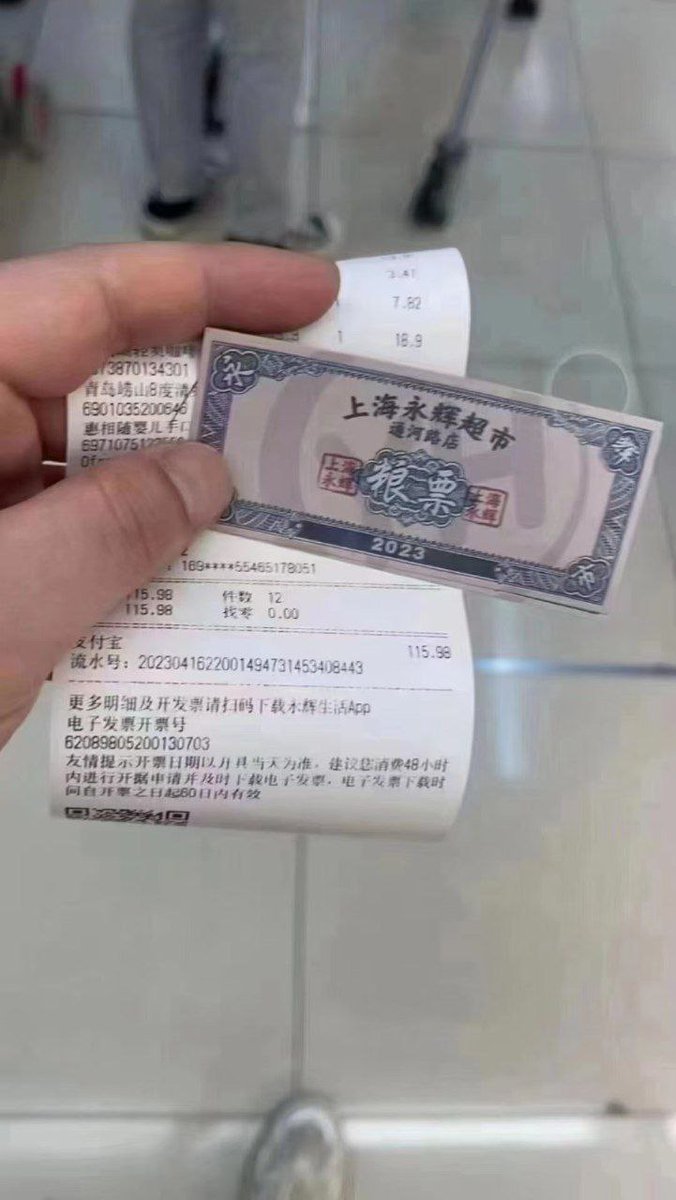 3.41
1 7.82
1 16.9
6973870134301
青岛崂山8度清
6901035200646
惠相随婴儿手口
永
上海永辉超市
通河路店
上海永辉
粮票
上海永辉
2023
市
169****55465178051
115.98 件数 12
115.98 找零 0.00
支付宝 115.98
流水号：2023041622001494731453408443
更多明细及开发票请扫码下载永辉生活App
电子发票开票号
62089805200130703
友情提示开票日期以开具当天为准，建议您消费48小时
内进行开据申请并及时下载电子发票，电子发票下载时
间自开票之日起60日内有效